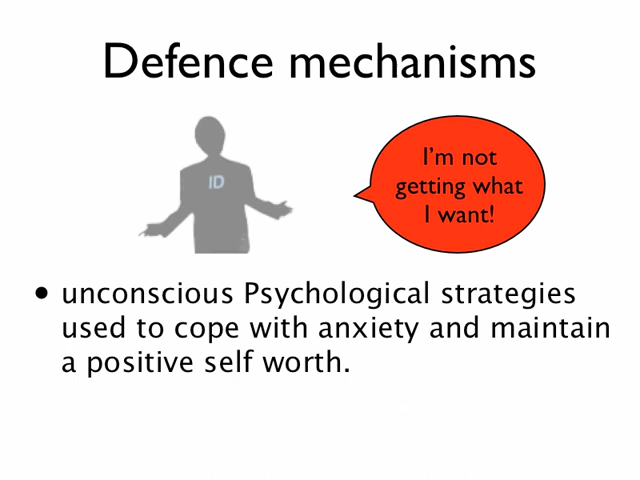 Defence mechanisms
ID
I'm not
getting what
I want!
• unconscious Psychological strategies
used to cope with anxiety and maintain
a positive self worth.